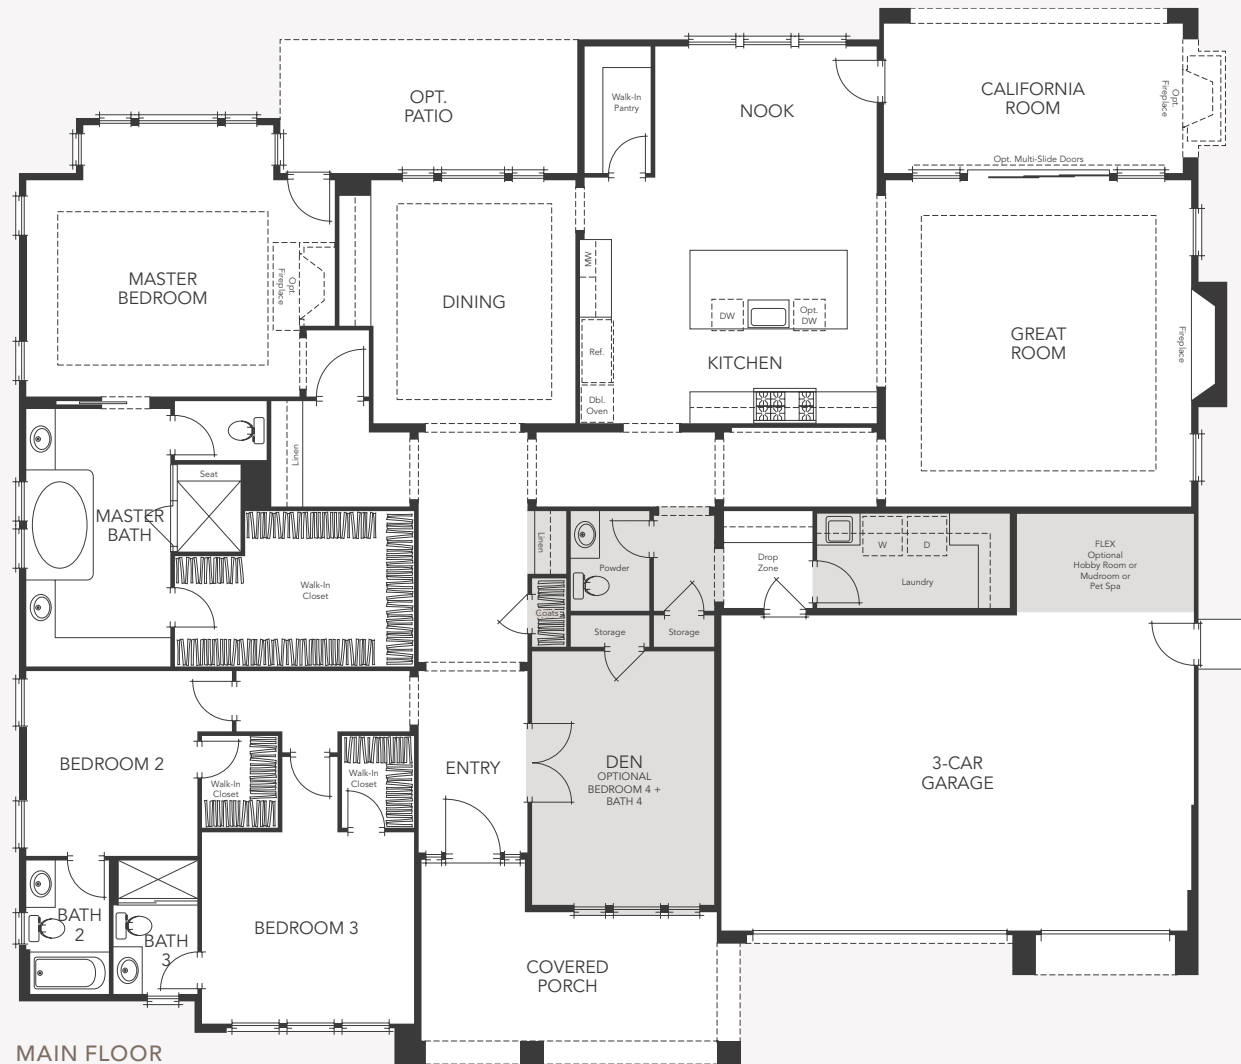 OPT.
PATIO
Walk-In
Pantry
NOOK
CALIFORNIA
ROOM
Opt.
Fireplace
Opt. Multi-Slide Doors
MASTER
BEDROOM
Opt.
Fireplace
DINING
MW
Ref.
Dbl.
Oven
DW
Opt.
DW
KITCHEN
GREAT
ROOM
Fireplace
Linen
Seat
MASTER
BATH
Walk-In
Closet
Linen
Coats
Powder
Storage
Storage
Drop
Zone
W
D
Laundry
FLEX
Optional
Hobby Room or
Mudroom or
Pet Spa
BEDROOM 2
Walk-In
Closet
Walk-In
Closet
ENTRY
DEN
OPTIONAL
BEDROOM 4 +
BATH 4
3-CAR
GARAGE
BATH
2
BATH
3
BEDROOM 3
COVERED
PORCH
MAIN FLOOR